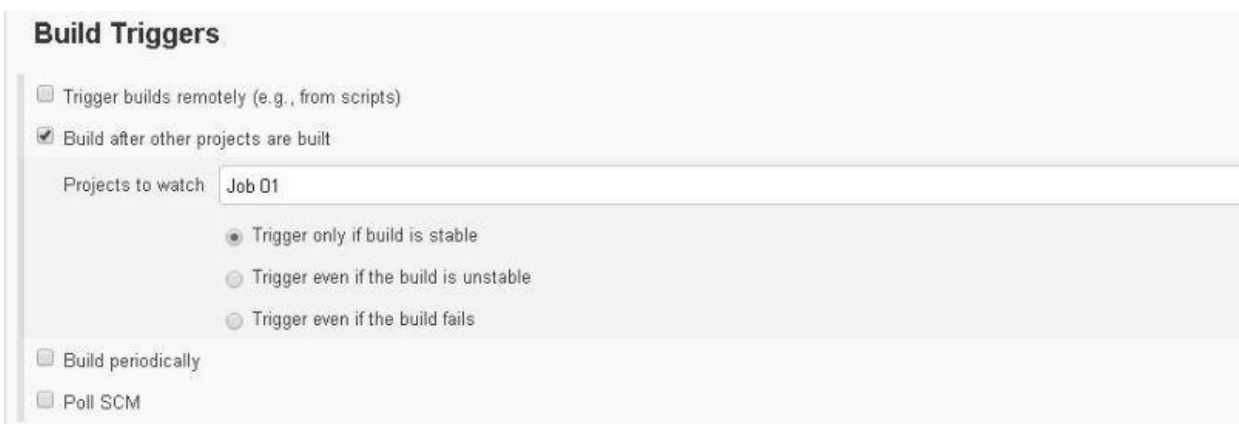 Build Triggers
Trigger builds remotely (e.g., from scripts)
Build after other projects are built
Projects to watch Job 01
Trigger only if build is stable
Trigger even if the build is unstable
Trigger even if the build fails
Build periodically
Poll SCM